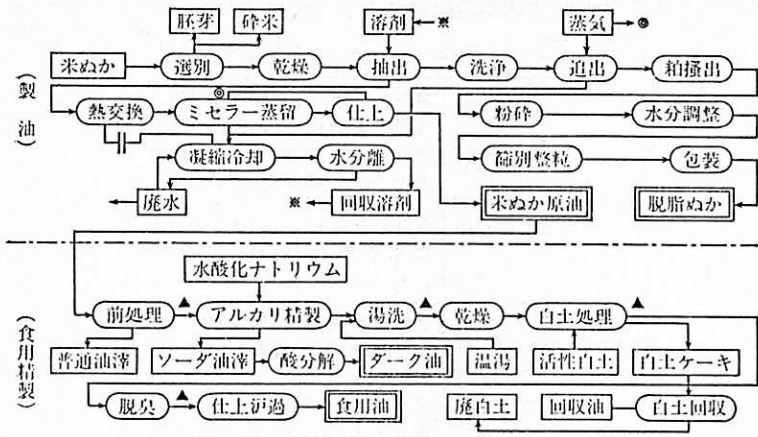 胚芽 砕米 溶剤 ※ 蒸気 ◎
米ぬか 選別 乾燥 抽出 洗浄 追出 粕掻出
(製油)
◎
熱交換 ミセラー蒸留 仕上 粉砕 水分調整
凝縮冷却 水分離 篩別整粒 包装
廃水 ※ 回収溶剤 米ぬか原油 脱脂ぬか
水酸化ナトリウム
(食用精製)
前処理 ▲ アルカリ精製 湯洗 ▲ 乾燥 白土処理 ▲
普通油滓 ソーダ油滓 酸分解 ダーク油 温湯 活性白土 白土ケーキ
脱臭 ▲ 仕上沪過 食用油 廃白土 回収油 白土回収